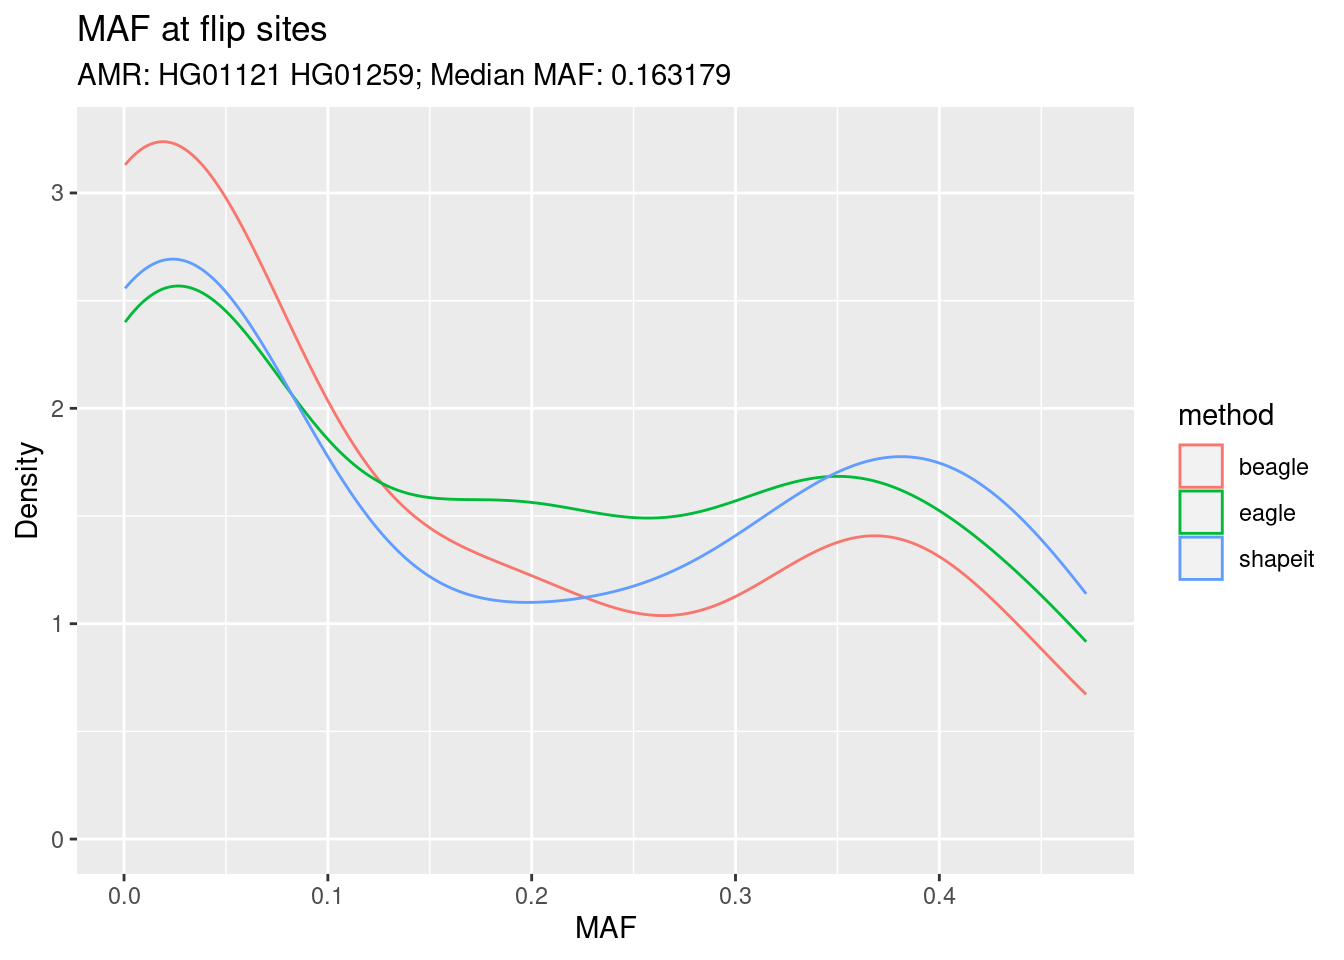 MAF at flip sites
AMR: HG01121 HG01259; Median MAF: 0.163179
Density
3
2
1
0
0.0 0.1 0.2 0.3 0.4
MAF
method
beagle
eagle
shapeit